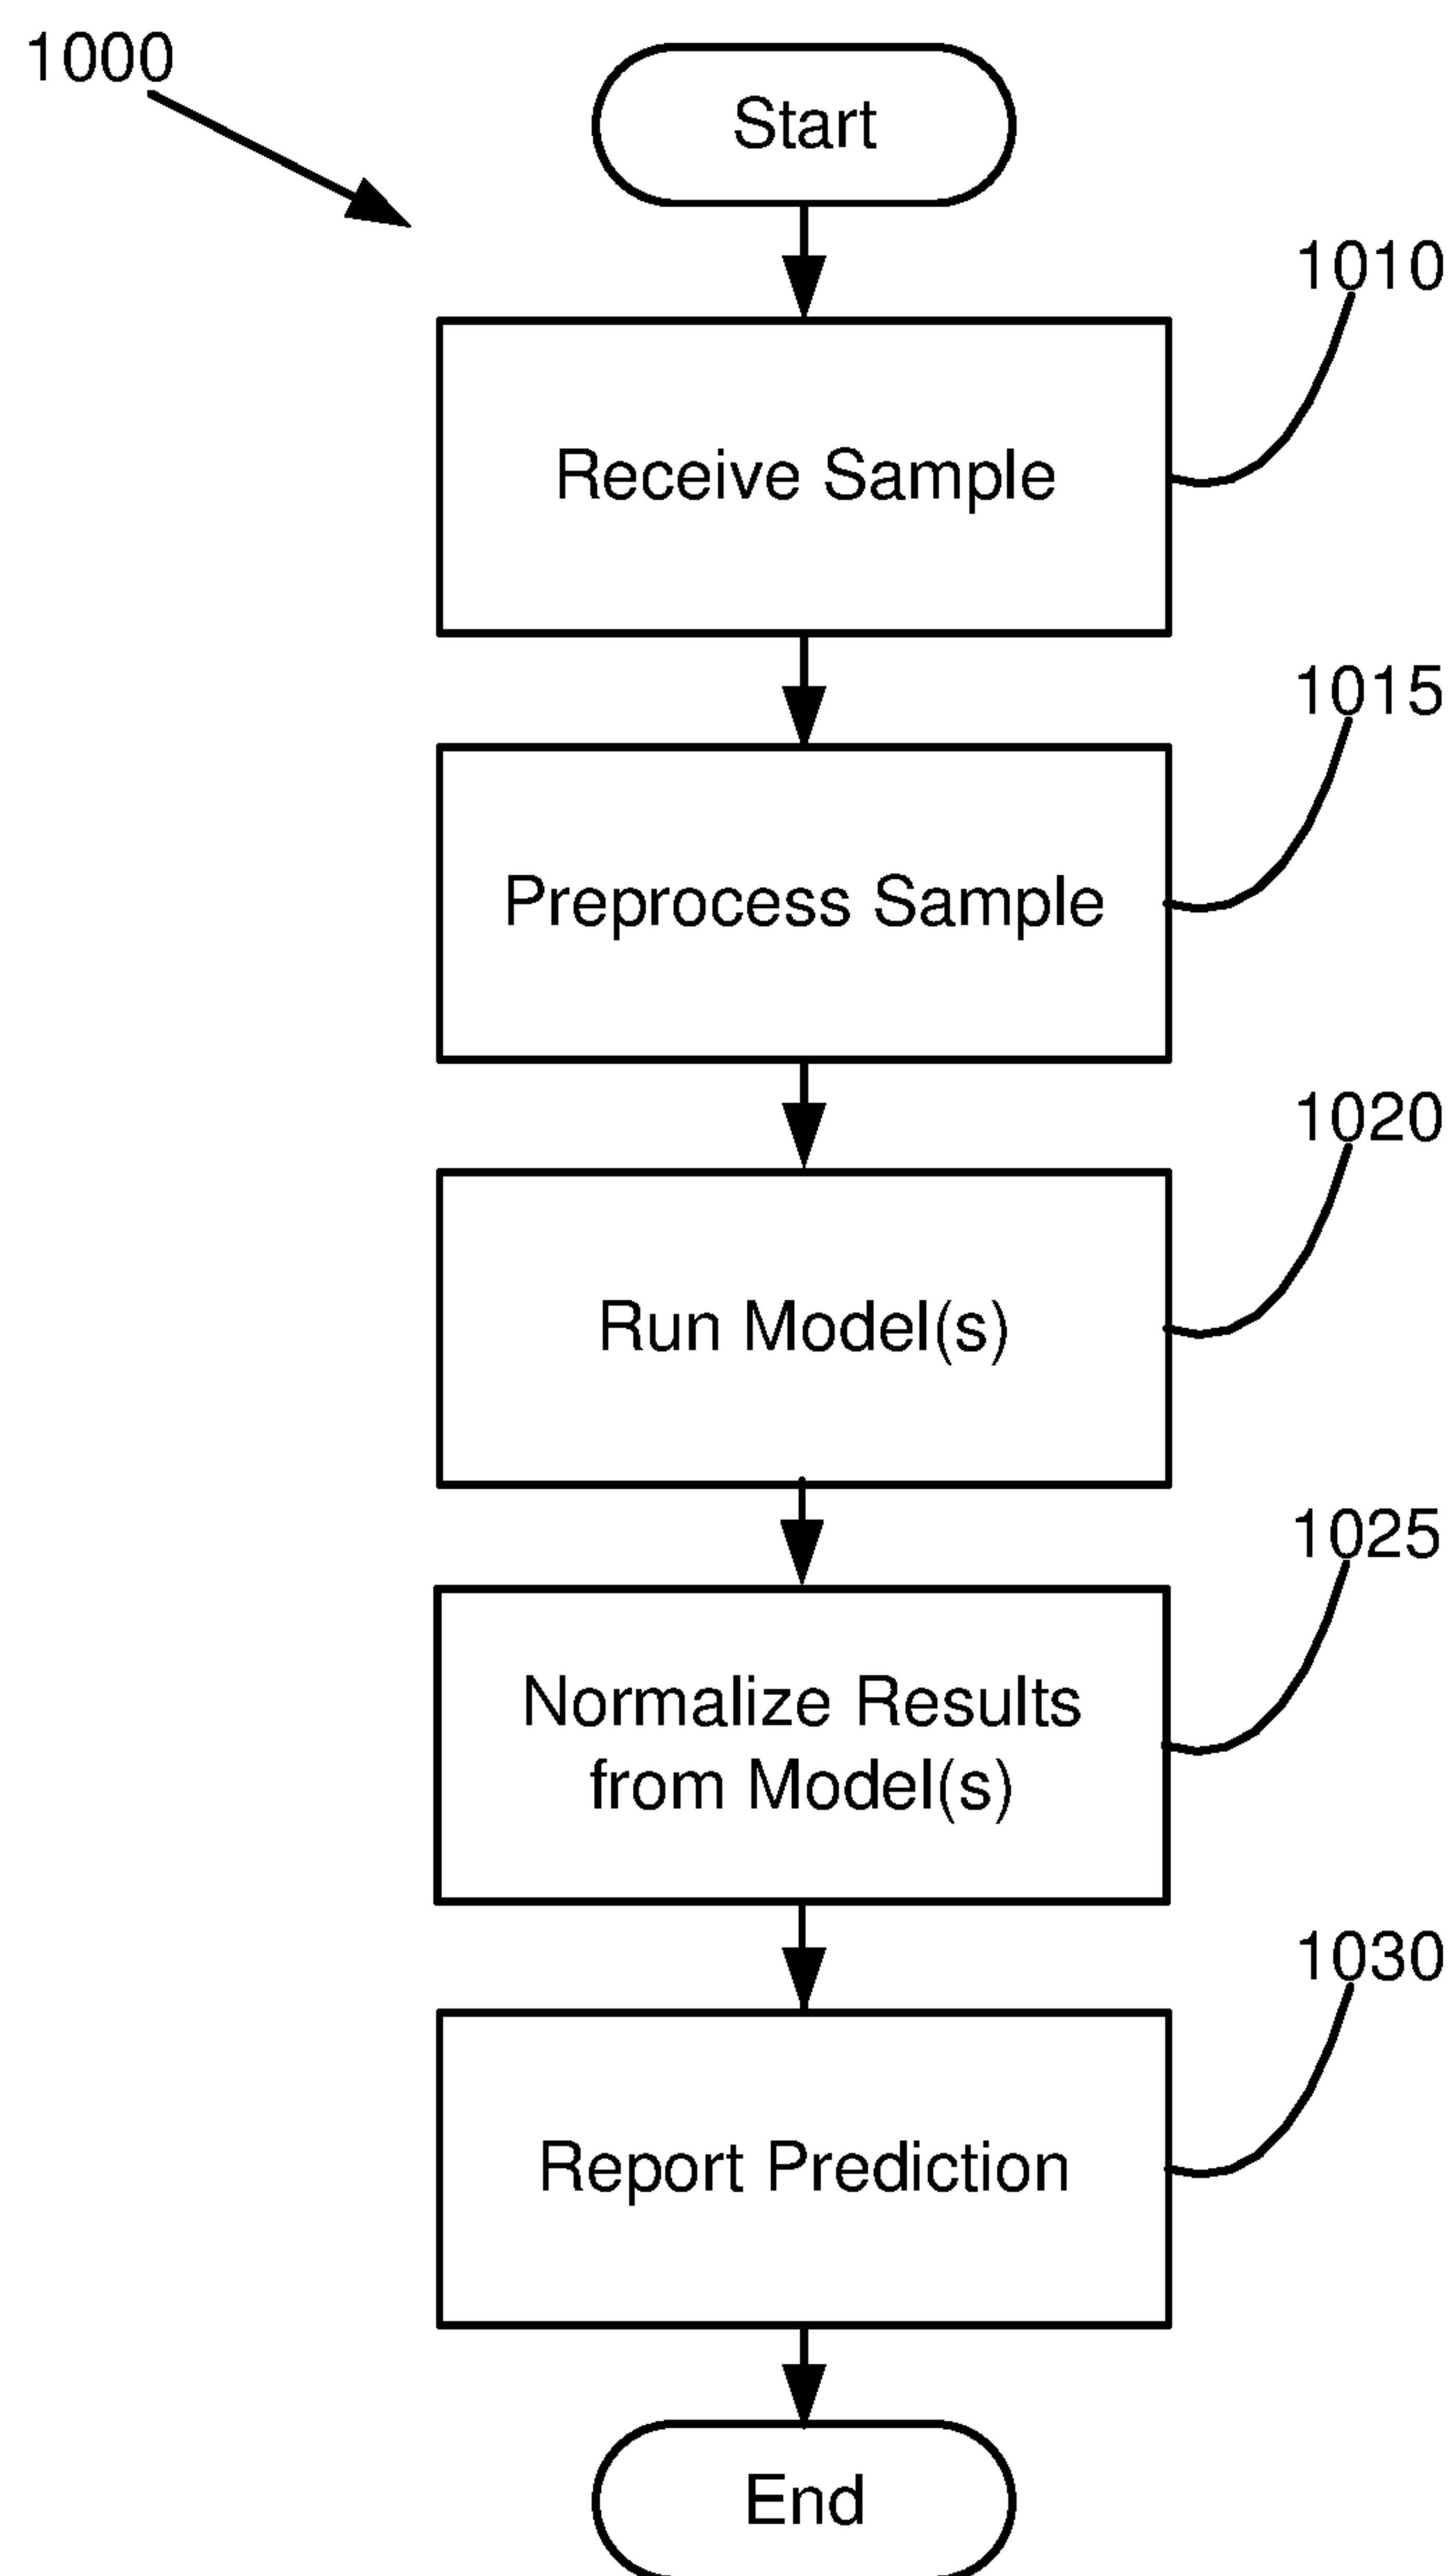 1000
Start
1010
Receive Sample
1015
Preprocess Sample
1020
Run Model(s)
1025
Normalize Results
from Model(s)
1030
Report Prediction
End